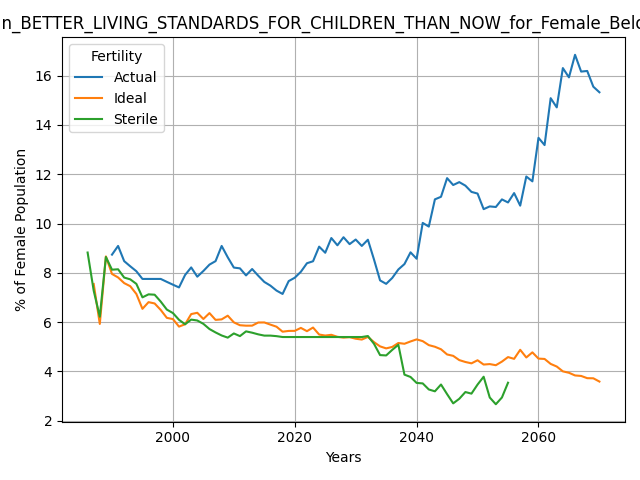 n_BETTER_LIVING_STANDARDS_FOR_CHILDREN_THAN_NOW_for_Female_Belo
Fertility
Actual
Ideal
Sterile
% of Female Population
16
14
12
10
8
6
4
2
2000 2020 2040 2060
Years